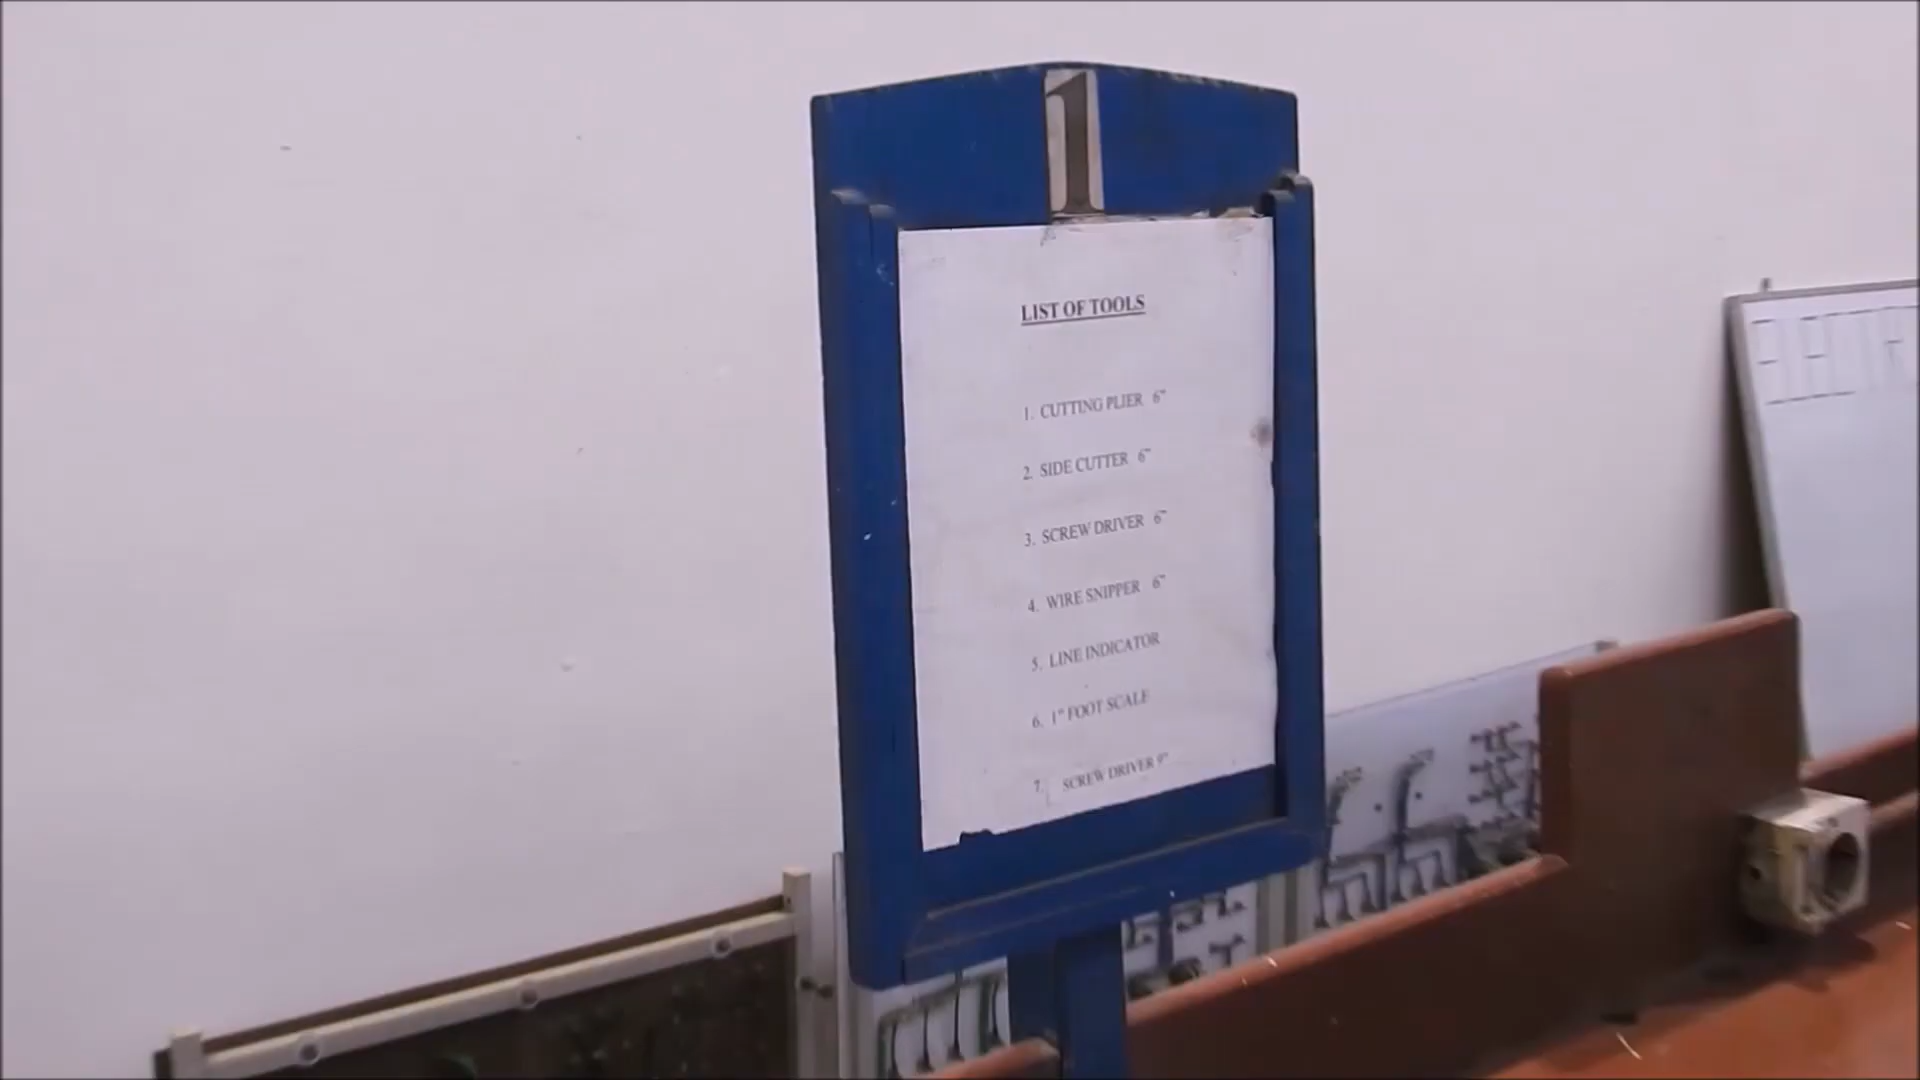 1
LIST OF TOOLS
1. CUTTING PLIER 6"
2. SIDE CUTTER 6"
3. SCREW DRIVER 6"
4. WIRE SNIPPER 6"
5. LINE INDICATOR
6. 1" FOOT SCALE
7. SCREW DRIVER 9"